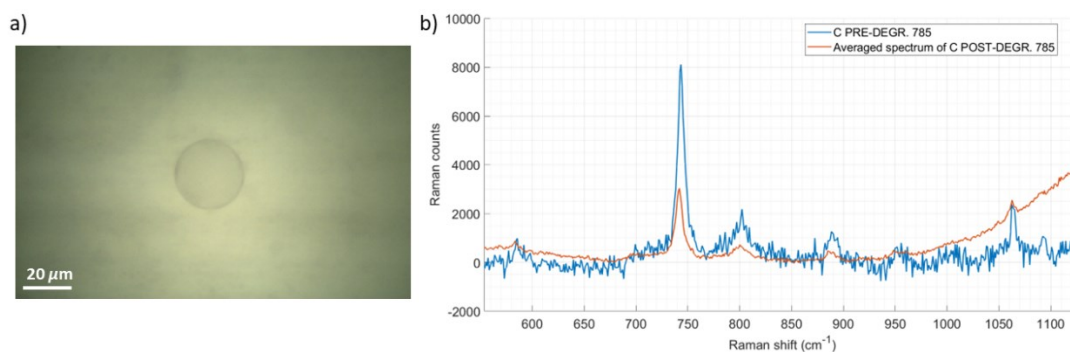 a)
20 µm
b)
10000
8000
6000
4000
2000
0
-2000
Raman counts
C PRE-DEGR. 785
Averaged spectrum of C POST-DEGR. 785
600
650
700
750
800
850
900
950
1000
1050
1100
Raman shift (cm⁻¹)